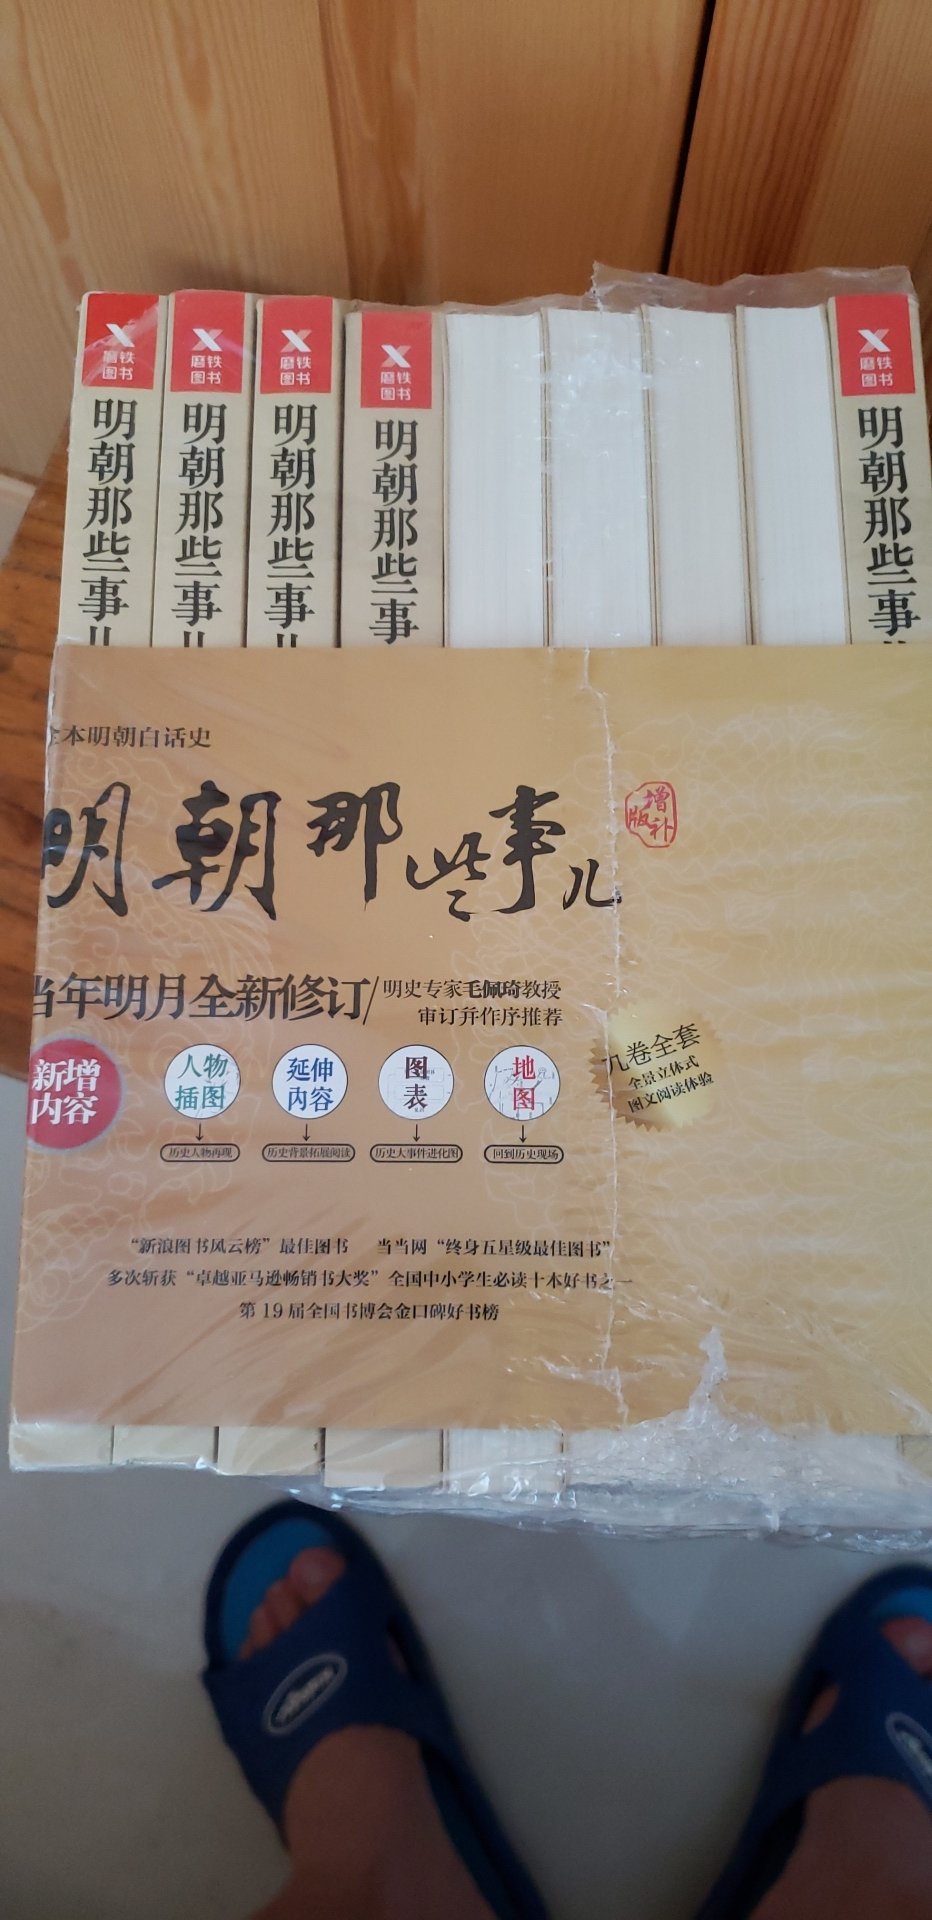 磨铁
图书
明朝那些事儿
磨铁
图书
明朝那些事儿
磨铁
图书
明朝那些事儿
磨铁
图书
明朝那些事
磨铁
图书
明朝那些事
全本明朝白话史
明朝那些事儿
增补版
当年明月全新修订/明史专家毛佩琦教授
审订并作序推荐
新增
内容
人物
插图
历史人物再现
延伸
内容
历史背景拓展阅读
图
表
历史大事件进化图
地
图
回到历史现场
九卷全套
全景立体式
图文阅读体验
“新浪图书风云榜”最佳图书 当当网“终身五星级最佳图书”
多次斩获“卓越亚马逊畅销书大奖” 全国中小学生必读十本好书之一
第19届全国书博会金口碑好书榜